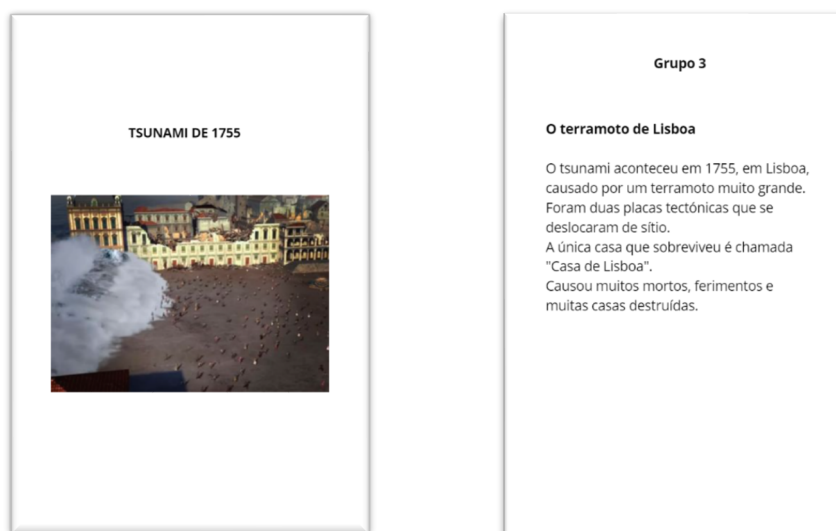 TSUNAMI DE 1755
Grupo 3
O terramoto de Lisboa
O tsunami aconteceu em 1755, em Lisboa,
causado por um terramoto muito grande.
Foram duas placas tectónicas que se
deslocaram de sítio.
A única casa que sobreviveu é chamada
"Casa de Lisboa".
Causou muitos mortos, ferimentos e
muitas casas destruídas.